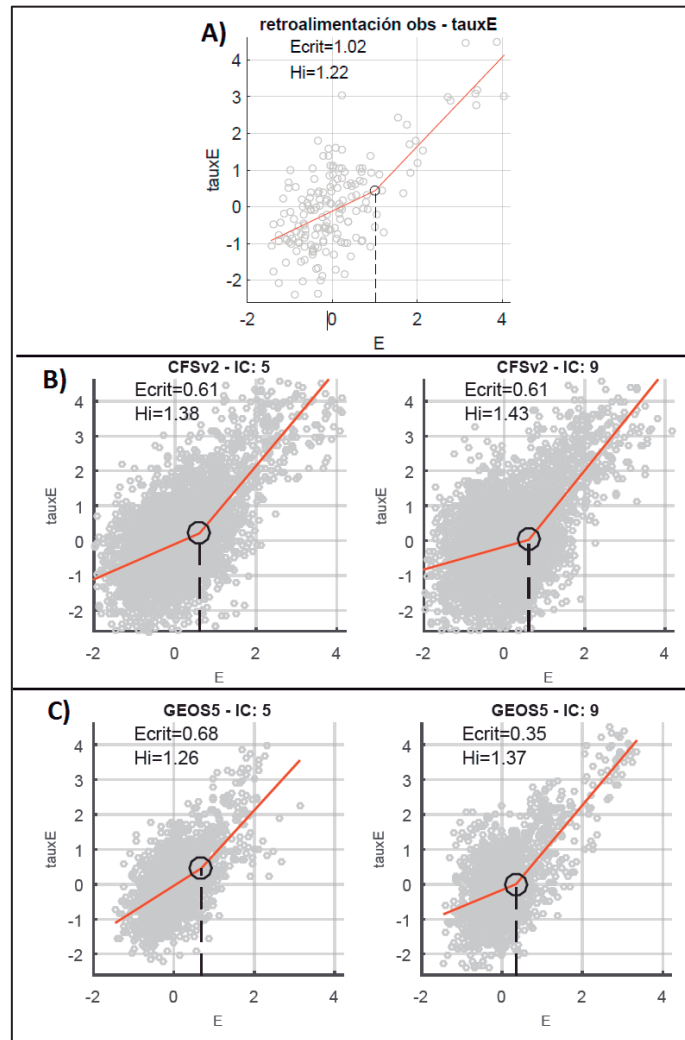 A)
retroalimentación obs - tauxE
Ecrit=1.02
Hi=1.22
4
3
2
1
0
-1
-2
tauxE
-2
0
2
4
E
B)
CFSv2 - IC: 5
Ecrit=0.61
Hi=1.38
4
3
2
1
0
-1
-2
tauxE
-2
0
2
4
E
CFSv2 - IC: 9
Ecrit=0.61
Hi=1.43
4
3
2
1
0
-1
-2
tauxE
-2
0
2
4
E
C)
GEOS5 - IC: 5
Ecrit=0.68
Hi=1.26
4
3
2
1
0
-1
-2
tauxE
-2
0
2
4
E
GEOS5 - IC: 9
Ecrit=0.35
Hi=1.37
4
3
2
1
0
-1
-2
tauxE
-2
0
2
4
E